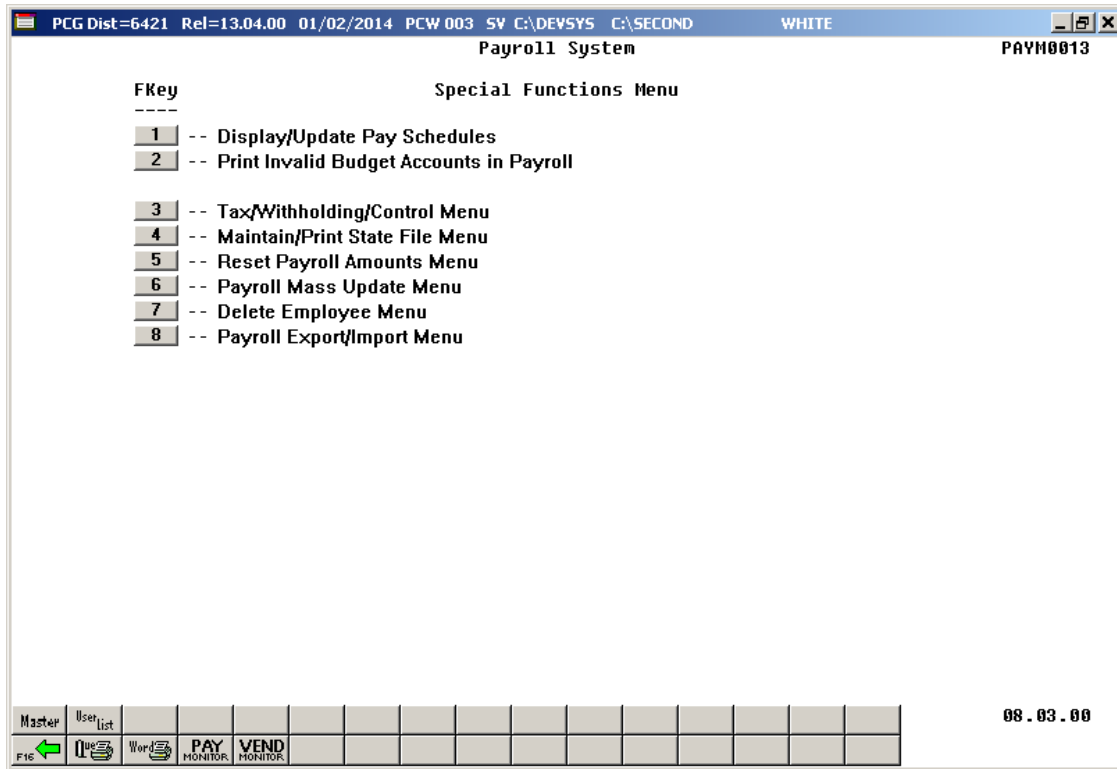 PCG Dist=6421 Rel=13.04.00 01/02/2014 PCW 003 SV C:\DEVSYS C:\SECOND WHITE
Payroll System PAYM0013
FKey Special Functions Menu
----
1 -- Display/Update Pay Schedules
2 -- Print Invalid Budget Accounts in Payroll
3 -- Tax/Withholding/Control Menu
4 -- Maintain/Print State File Menu
5 -- Reset Payroll Amounts Menu
6 -- Payroll Mass Update Menu
7 -- Delete Employee Menu
8 -- Payroll Export/Import Menu
Master User List 08.03.00
F16 Que Word PAY MONITOR VEND MONITOR